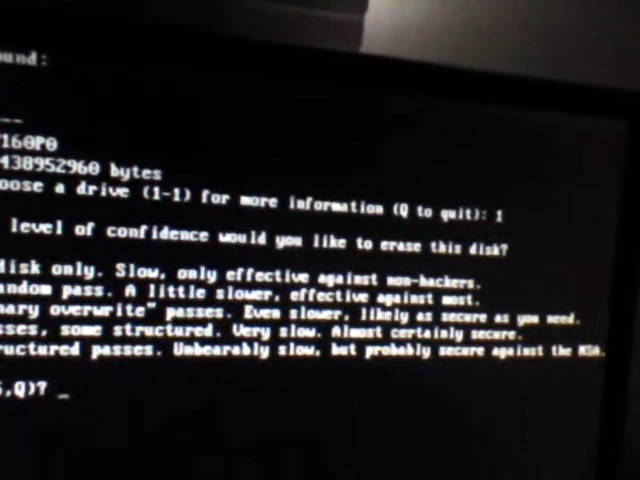 ound:
--
160P0
438952960 bytes
oose a drive (1-1) for more information (Q to quit): 1
level of confidence would you like to erase this disk?
disk only. Slow, only effective against non-hackers.
andom pass. A little slower, effective against most.
nary overwrite" passes. Even slower, likely as secure as you need.
sses, some structured. Very slow. Almost certainly secure.
ructured passes. Unbearably slow, but probably secure against the NSA.
,Q)? _